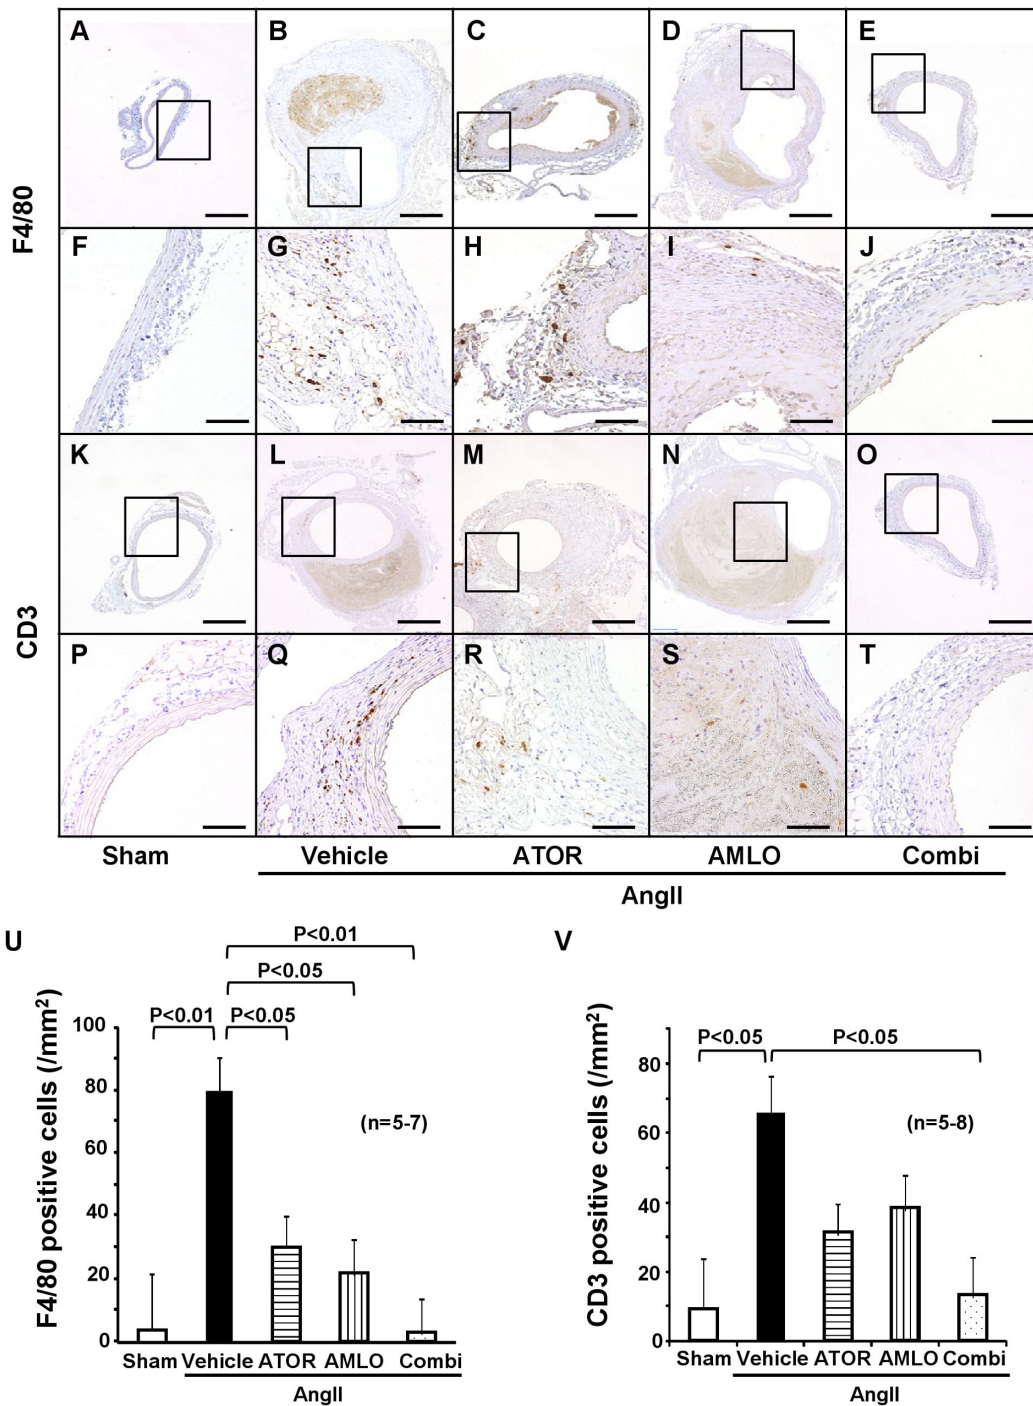 A B C D E
F4/80
F G H I J
K L M N O
CD3
P Q R S T
Sham Vehicle ATOR AMLO Combi
AngII
U
P<0.01
P<0.05
P<0.01 P<0.05
F4/80 positive cells (/mm²)
100
80
60
40
20
0
(n=5-7)
Sham Vehicle ATOR AMLO Combi
AngII
V
P<0.05 P<0.05
CD3 positive cells (/mm²)
80
60
40
20
0
(n=5-8)
Sham Vehicle ATOR AMLO Combi
AngII